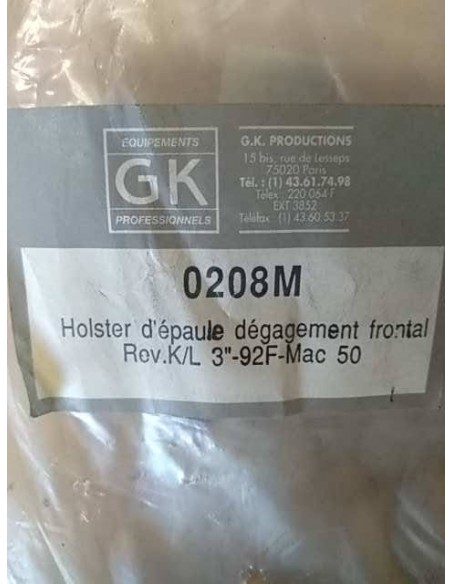 EQUIPEMENTS
GK
PROFESSIONNELS
G.K. PRODUCTIONS
15 bis, rue de Lesseps
75020 Paris
Tél. : (1) 43.61.74.98
Télex : 220 064 F
EXT 3852
Téléfax : (1) 43.60.53.37
0208M
Holster d'épaule dégagement frontal
Rev.K/L 3"-92F-Mac 50